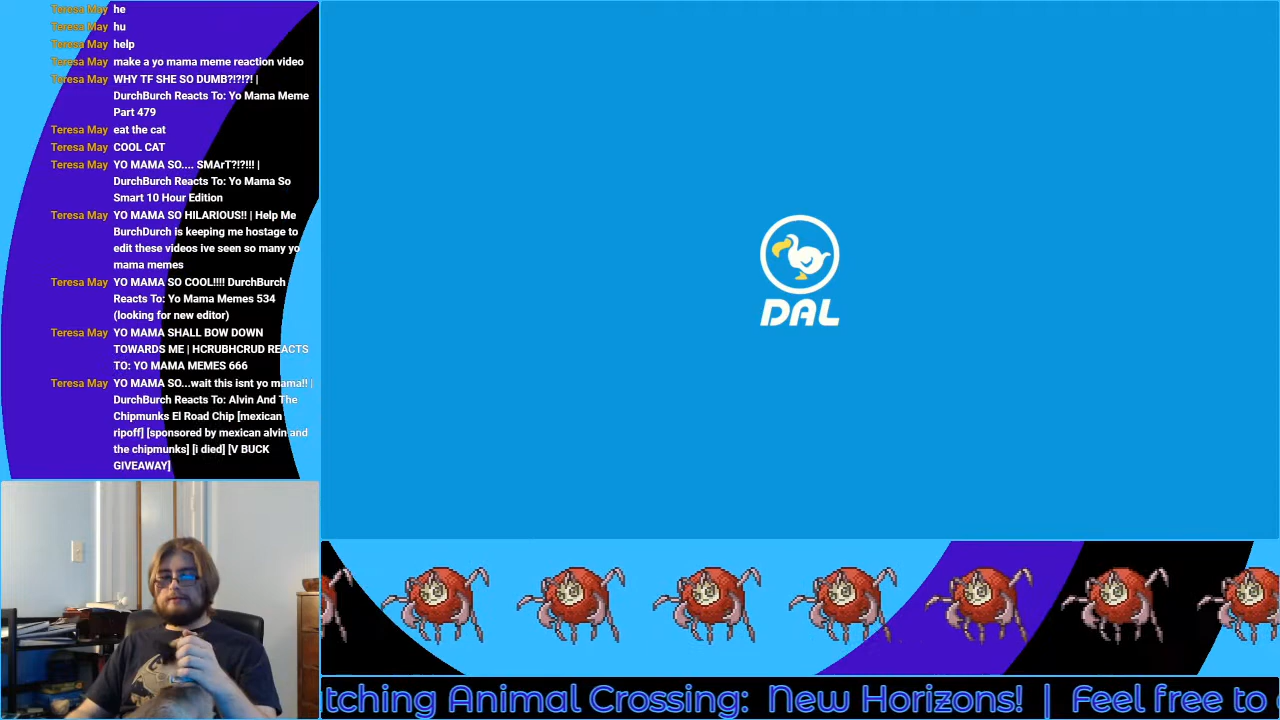 Teresa May he
Teresa May hu
Teresa May help
Teresa May make a yo mama meme reaction video
Teresa May WHY TF SHE SO DUMB?!?!?! |
DurchBurch Reacts To: Yo Mama Meme
Part 479
Teresa May eat the cat
Teresa May COOL CAT
Teresa May YO MAMA SO.... SMArT?!?!!! |
DurchBurch Reacts To: Yo Mama So
Smart 10 Hour Edition
Teresa May YO MAMA SO HILARIOUS!! | Help Me
BurchDurch is keeping me hostage to
edit these videos ive seen so many yo
mama memes
Teresa May YO MAMA SO COOL!!!! DurchBurch
Reacts To: Yo Mama Memes 534
(looking for new editor)
Teresa May YO MAMA SHALL BOW DOWN
TOWARDS ME | HCRUBHCRUD REACTS
TO: YO MAMA MEMES 666
Teresa May YO MAMA SO...wait this isnt yo mama!! |
DurchBurch Reacts To: Alvin And The
Chipmunks El Road Chip [mexican
ripoff] [sponsored by mexican alvin and
the chipmunks] [i died] [V BUCK
GIVEAWAY]
DAL
tching Animal Crossing: New Horizons! | Feel free to